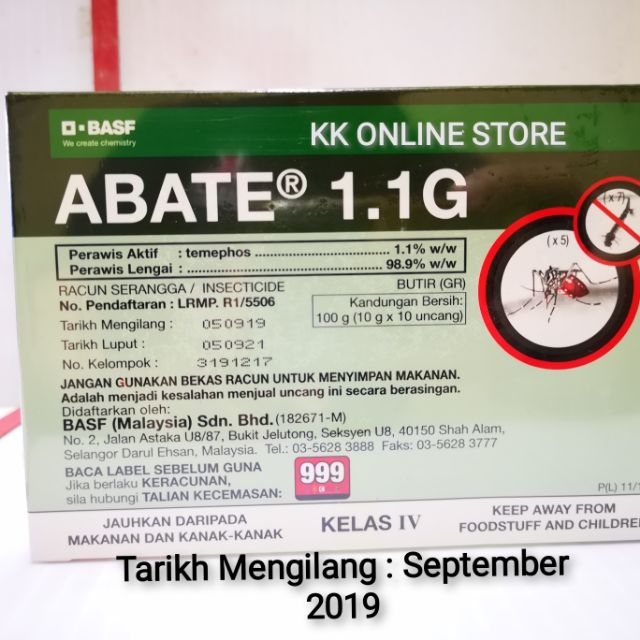 BASF
We create chemistry
KK ONLINE STORE
ABATE® 1.1G
(x 7)
(x 5)
Perawis Aktif : temephos ........................................ 1.1% w/w
Perawis Lengai : ...................................................... 98.9% w/w
RACUN SERANGGA / INSECTICIDE BUTIR (GR)
No. Pendaftaran : LRMP. R1/5506
Kandungan Bersih:
100 g (10 g x 10 uncang)
Tarikh Mengilang : 050919
Tarikh Luput : 050921
No. Kelompok : 3191217
JANGAN GUNAKAN BEKAS RACUN UNTUK MENYIMPAN MAKANAN.
Adalah menjadi kesalahan menjual uncang ini secara berasingan.
Didaftarkan oleh:
BASF (Malaysia) Sdn. Bhd. (182671-M)
No. 2, Jalan Astaka U8/87, Bukit Jelutong, Seksyen U8, 40150 Shah Alam,
Selangor Darul Ehsan, Malaysia. Tel.: 03-5628 3888 Faks: 03-5628 3777
BACA LABEL SEBELUM GUNA
Jika berlaku KERACUNAN,
sila hubungi TALIAN KECEMASAN:
999
P(L) 11/1
JAUHKAN DARIPADA
MAKANAN DAN KANAK-KANAK
KELAS IV
KEEP AWAY FROM
FOODSTUFF AND CHILDREN
Tarikh Mengilang : September
2019